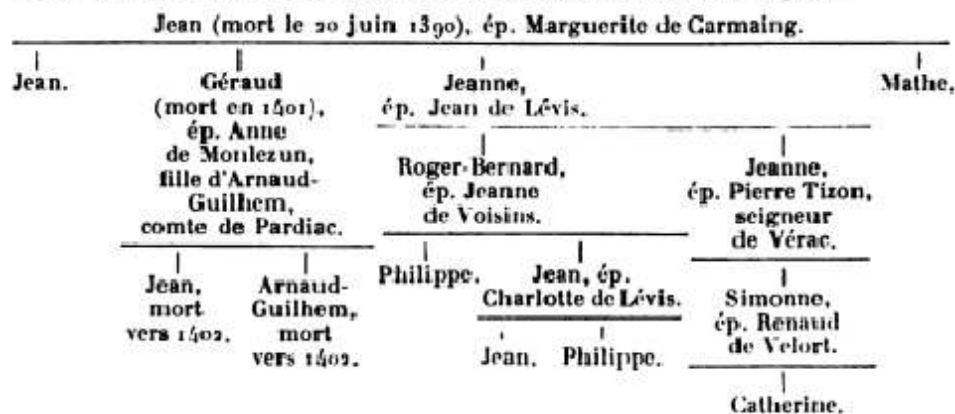 Jean (mort le 20 juin 1390), ép. Marguerite de Carmaing.
Jean.
Géraud
(mort en 1401),
ép. Anne
de Monlezun,
fille d'Arnaud-
Guilhem,
comte de Pardiac.
Jean,
mort
vers 1402.
Arnaud-
Guilhem,
mort
vers 1402.
Jeanne,
ép. Jean de Lévis.
Roger-Bernard,
ép. Jeanne
de Voisins.
Philippe.
Jean, ép.
Charlotte de Lévis.
Jean.
Philippe.
Jeanne,
ép. Pierre Tizon,
seigneur
de Vérac.
Simonne,
ép. Renaud
de Velort.
Catherine.
Mathe.